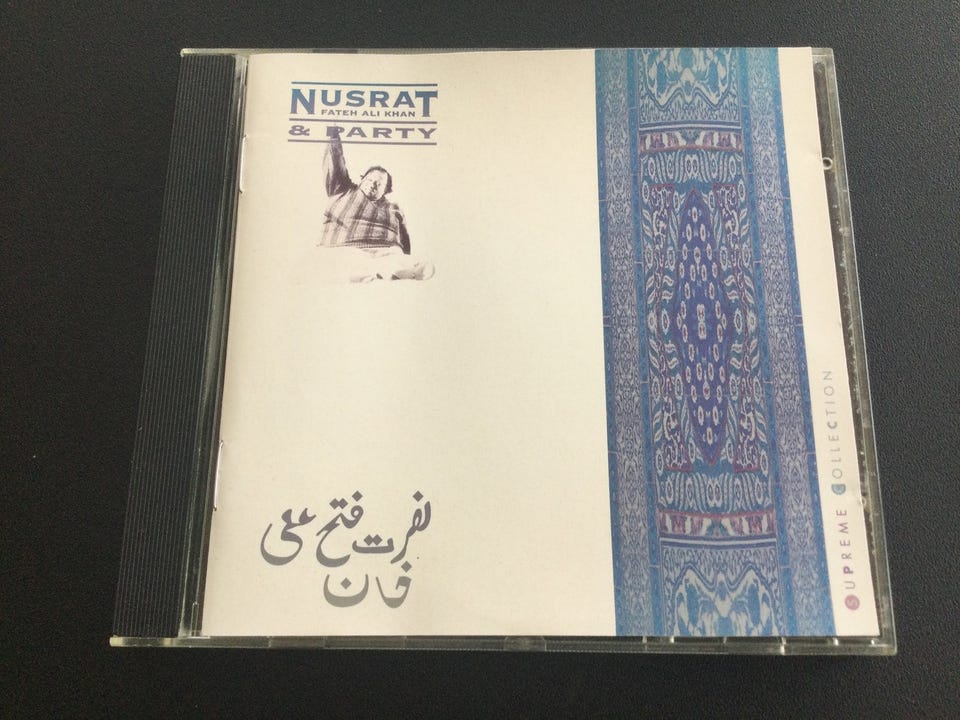 NUSRAT
FATEH ALI KHAN
& PARTY
نصرت فتح علی
خان
SUPREME COLLECTION